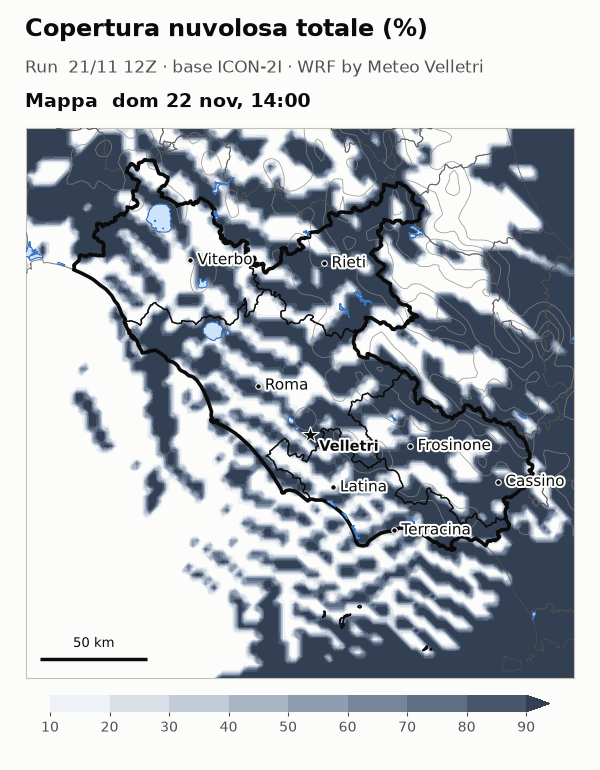 Copertura nuvolosa totale (%)
Run  21/11 12Z · base ICON-2I · WRF by Meteo Velletri
Mappa  dom 22 nov, 14:00
Viterbo
Rieti
Roma
Velletri
Frosinone
Cassino
Latina
Terracina
50 km
10 20 30 40 50 60 70 80 90